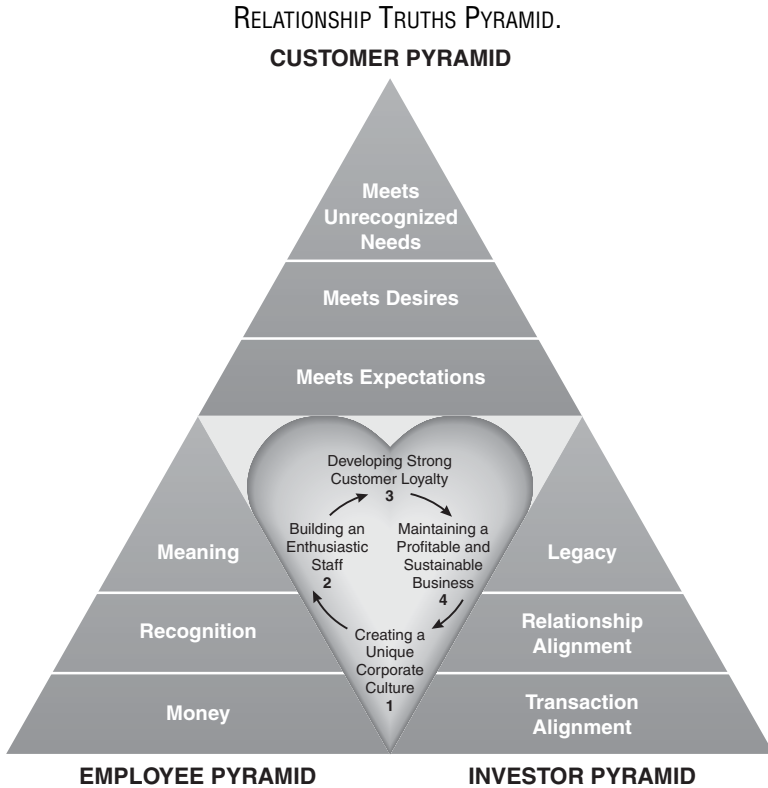 RELATIONSHIP TRUTHS PYRAMID.
CUSTOMER PYRAMID
Meets
Unrecognized
Needs
Meets Desires
Meets Expectations
Developing Strong
Customer Loyalty
3
Building an
Enthusiastic
Staff
2
Maintaining a
Profitable and
Sustainable
Business
4
Creating a
Unique
Corporate
Culture
1
Meaning
Recognition
Money
Legacy
Relationship
Alignment
Transaction
Alignment
EMPLOYEE PYRAMID
INVESTOR PYRAMID